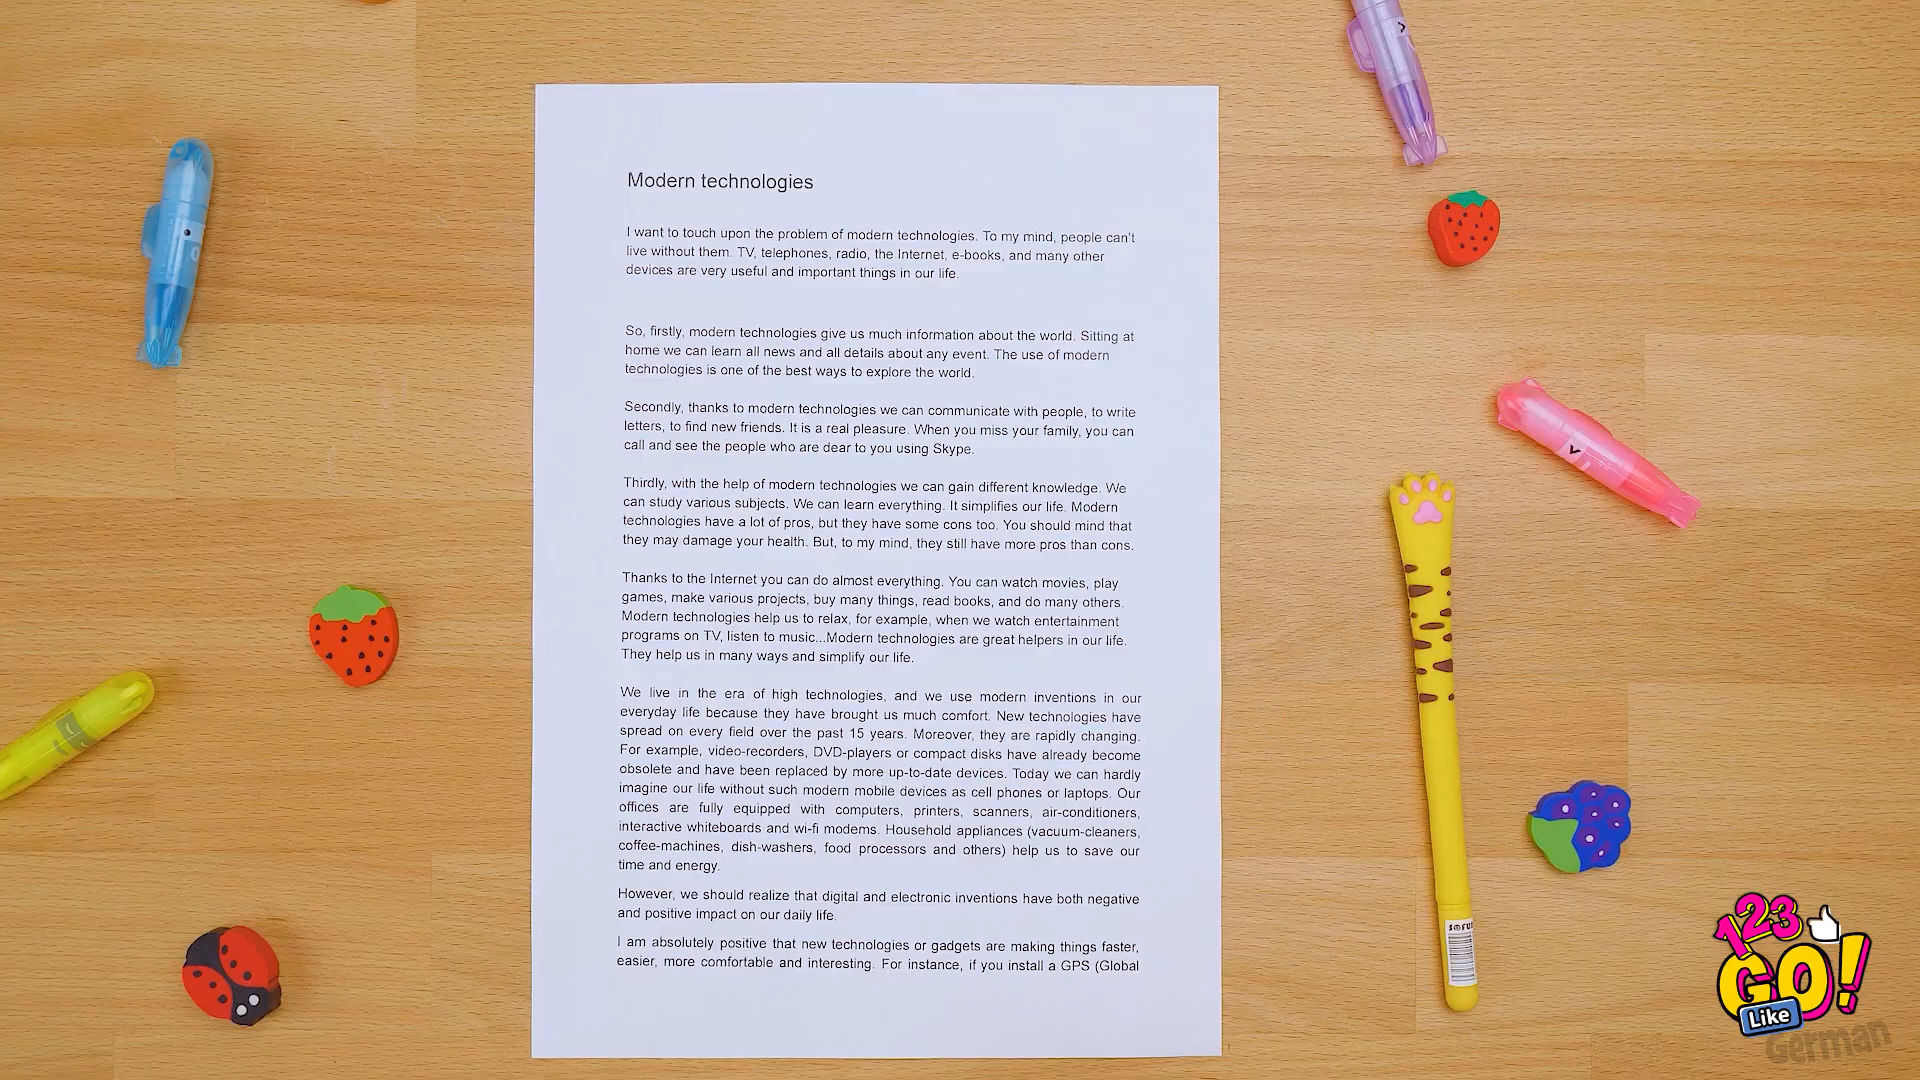 Modern technologies
I want to touch upon the problem of modern technologies. To my mind, people can't
live without them. TV, telephones, radio, the Internet, e-books, and many other
devices are very useful and important things in our life.
So, firstly, modern technologies give us much information about the world. Sitting at
home we can learn all news and all details about any event. The use of modern
technologies is one of the best ways to explore the world.
Secondly, thanks to modern technologies we can communicate with people, to write
letters, to find new friends. It is a real pleasure. When you miss your family, you can
call and see the people who are dear to you using Skype.
Thirdly, with the help of modern technologies we can gain different knowledge. We
can study various subjects. We can learn everything. It simplifies our life. Modern
technologies have a lot of pros, but they have some cons too. You should mind that
they may damage your health. But, to my mind, they still have more pros than cons.
Thanks to the Internet you can do almost everything. You can watch movies, play
games, make various projects, buy many things, read books, and do many others.
Modern technologies help us to relax, for example, when we watch entertainment
programs on TV, listen to music...Modern technologies are great helpers in our life.
They help us in many ways and simplify our life.
We live in the era of high technologies, and we use modern inventions in our
everyday life because they have brought us much comfort. New technologies have
spread on every field over the past 15 years. Moreover, they are rapidly changing.
For example, video-recorders, DVD-players or compact disks have already become
obsolete and have been replaced by more up-to-date devices. Today we can hardly
imagine our life without such modern mobile devices as cell phones or laptops. Our
offices are fully equipped with computers, printers, scanners, air-conditioners,
interactive whiteboards and wi-fi modems. Household appliances (vacuum-cleaners,
coffee-machines, dish-washers, food processors and others) help us to save our
time and energy.
However, we should realize that digital and electronic inventions have both negative
and positive impact on our daily life.
I am absolutely positive that new technologies or gadgets are making things faster,
easier, more comfortable and interesting. For instance, if you install a GPS (Global
123
GO!
Like
German